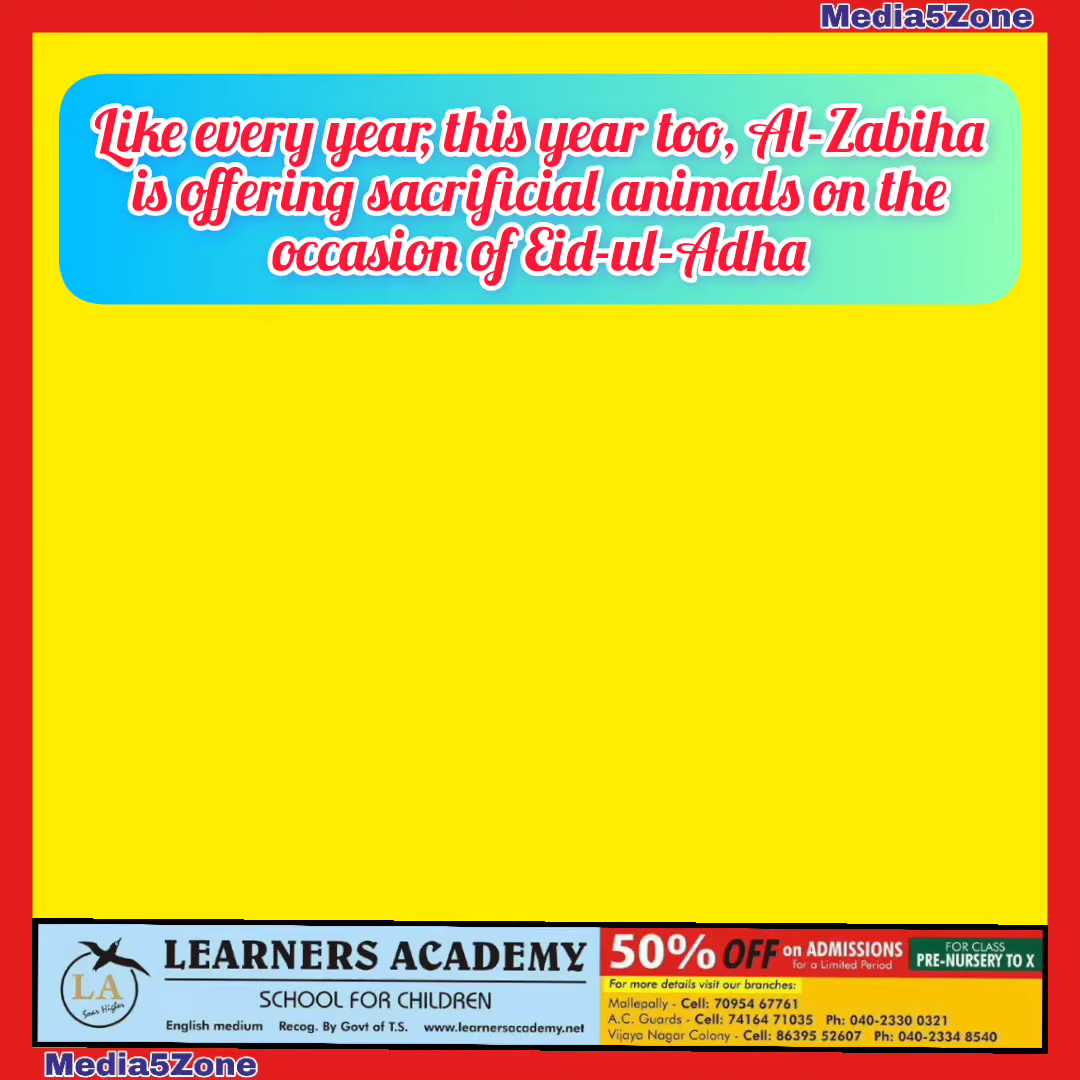 Media5Zone
Like every year, this year too, Al-Zabiha
is offering sacrificial animals on the
occasion of Eid-ul-Adha
LEARNERS ACADEMY
SCHOOL FOR CHILDREN
English medium Recog. By Govt of T.S. www.learnersacademy.net
LA
Soar Higher
50% OFF on ADMISSIONS
for a Limited Period
FOR CLASS
PRE-NURSERY TO X
For more details visit our branches:
Mallepally - Cell: 70954 67761
A.C. Guards - Cell: 74164 71035 Ph: 040-2330 0321
Vijaya Nagar Colony - Cell: 86395 52607 Ph: 040-2334 8540
Media5Zone